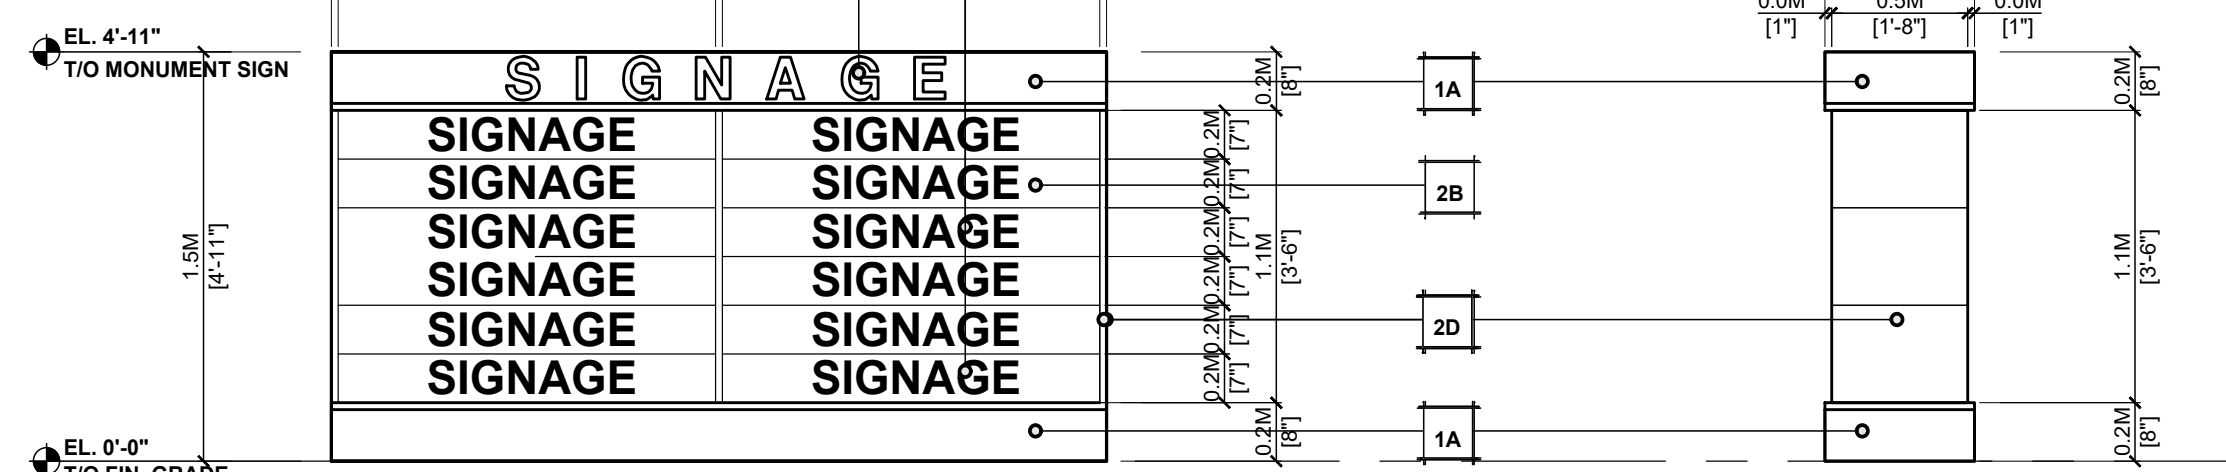 0.0M 0.5M 0.0M
[1"] [1'-8"] [1"]
EL. 4'-11"
T/O MONUMENT SIGN
SIGNAGE
0.2M [8"]
1A
0.2M [8"]
SIGNAGE SIGNAGE
0.2M [7"]
SIGNAGE SIGNAGE
0.2M [7"]
2B
SIGNAGE SIGNAGE
0.2M [7"]
1.5M [4'-11"]
1.1M [3'-6"]
1.1M [3'-6"]
SIGNAGE SIGNAGE
0.2M [7"]
SIGNAGE SIGNAGE
0.2M [7"]
2D
SIGNAGE SIGNAGE
0.2M [7"]
0.2M [8"]
1A
0.2M [8"]
EL. 0'-0"
T/O FIN. GRADE